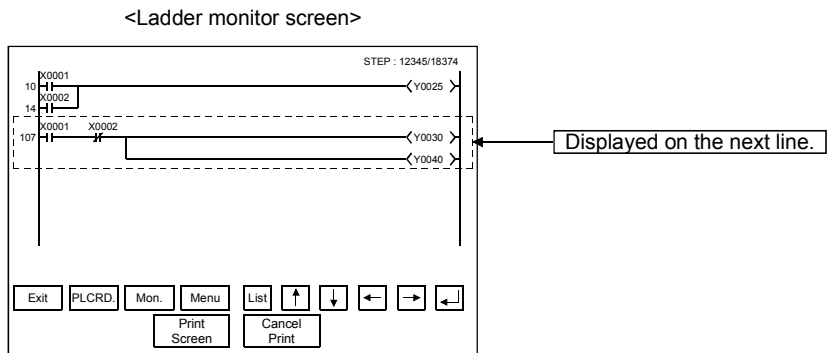 <Ladder monitor screen>
STEP : 12345/18374
X0001
10
Y0025
X0002
14
X0001 X0002
107
Y0030
Displayed on the next line.
Y0040
Exit PLCRD. Mon. Menu List
Print
Screen
Cancel
Print